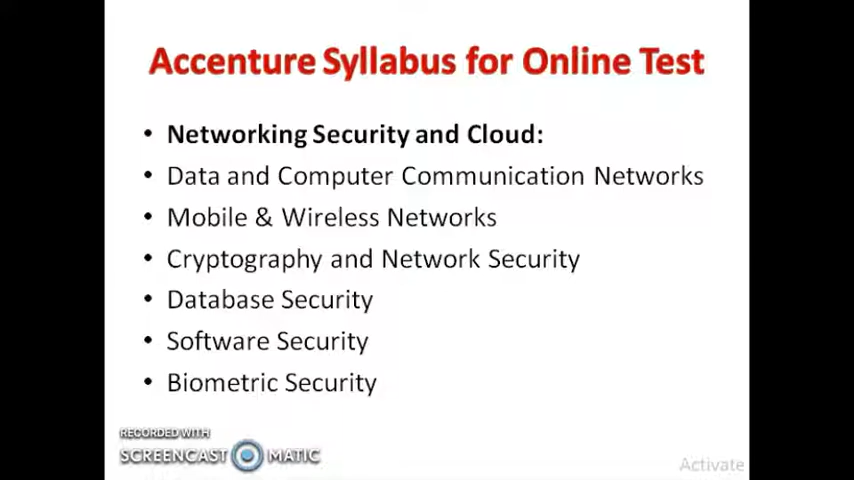 Accenture Syllabus for Online Test
• Networking Security and Cloud:
• Data and Computer Communication Networks
• Mobile & Wireless Networks
• Cryptography and Network Security
• Database Security
• Software Security
• Biometric Security
RECORDED WITH
SCREENCAST MATIC
Activate